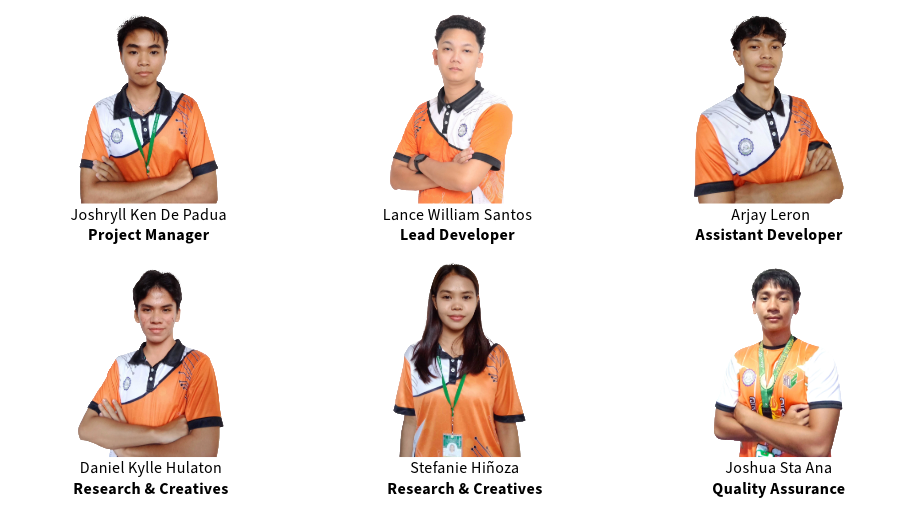 Joshryll Ken De Padua
Project Manager
Lance William Santos
Lead Developer
Arjay Leron
Assistant Developer
Daniel Kylle Hulaton
Research & Creatives
Stefanie Hiñoza
Research & Creatives
Joshua Sta Ana
Quality Assurance